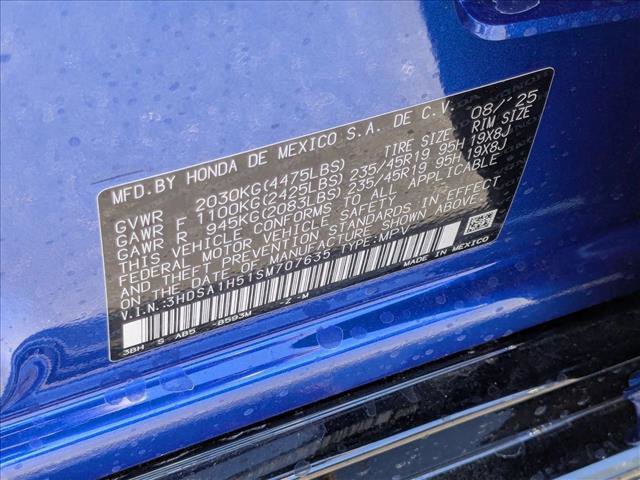 MFD.BY HONDA DE MEXICO S.A. DE C.V. 08/'25
GVWR 2030KG(4475LBS) TIRE SIZE RIM SIZE
GAWR F 1100KG(2425LBS) 235/45R19 95H 19X8J
GAWR R 945KG(2083LBS) 235/45R19 95H 19X8J
THIS VEHICLE CONFORMS TO ALL APPLICABLE
FEDERAL MOTOR VEHICLE SAFETY
AND THEFT PREVENTION STANDARDS IN EFFECT ON THE
DATE OF MANUFACTURE SHOWN ABOVE.
V.I.N.:3HDSA1H51SM707635 TYPE:MPV
MADE IN MEXICO
3BH S AB5 -B593M -Z -M